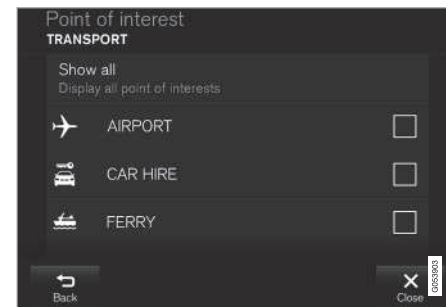 Point of interest
TRANSPORT
Show all
Display all point of interests
AIRPORT
CAR HIRE
FERRY
Back
Close
G053903